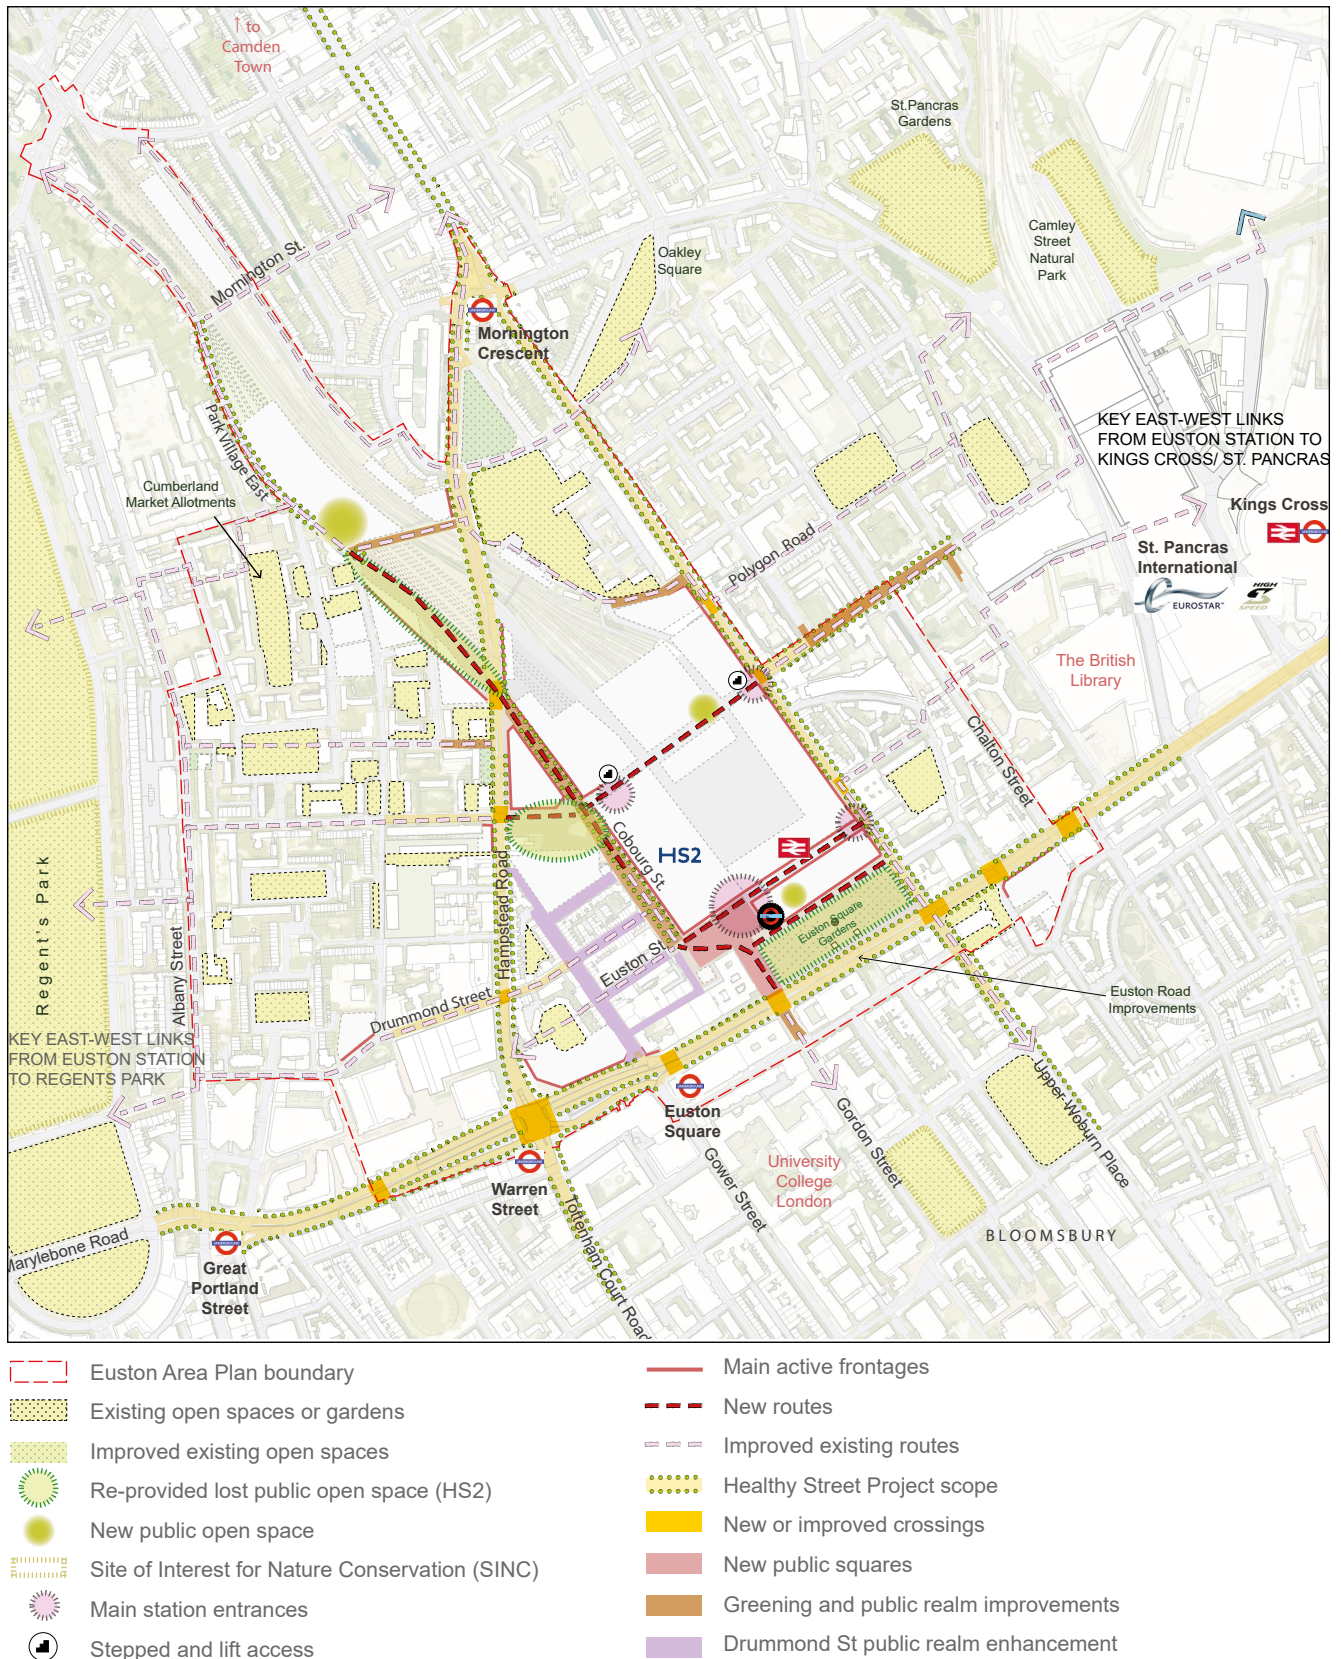 ↑ to
Camden
Town
St.Pancras
Gardens
Camley
Street
Natural
Park
Oakley
Square
Mornington St.
Mornington
Crescent
Park Village East
Cumberland
Market Allotments
KEY EAST-WEST LINKS
FROM EUSTON STATION TO
KINGS CROSS/ ST. PANCRAS
Kings Cross
St. Pancras
International
EUROSTAR™
HIGH
SPEED
Polygon Road
The British
Library
Chalton Street
Cobourg St.
HS2
Regent's Park
Albany Street
Hampstead Road
Euston St.
Drummond Street
Euston Square
Gardens
Euston Road
Improvements
KEY EAST-WEST LINKS
FROM EUSTON STATION
TO REGENTS PARK
Euston
Square
Upper Woburn Place
Gordon Street
Gower Street
University
College
London
Warren
Street
Tottenham Court Road
BLOOMSBURY
Marylebone Road
Great
Portland
Street
Euston Area Plan boundary
Existing open spaces or gardens
Improved existing open spaces
Re-provided lost public open space (HS2)
New public open space
Site of Interest for Nature Conservation (SINC)
Main station entrances
Stepped and lift access
Main active frontages
New routes
Improved existing routes
Healthy Street Project scope
New or improved crossings
New public squares
Greening and public realm improvements
Drummond St public realm enhancement